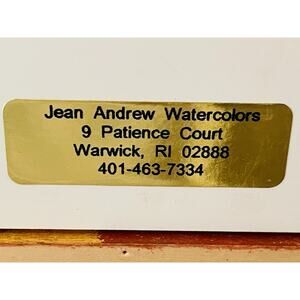 Jean Andrew Watercolors
9 Patience Court
Warwick, RI 02888
401-463-7334